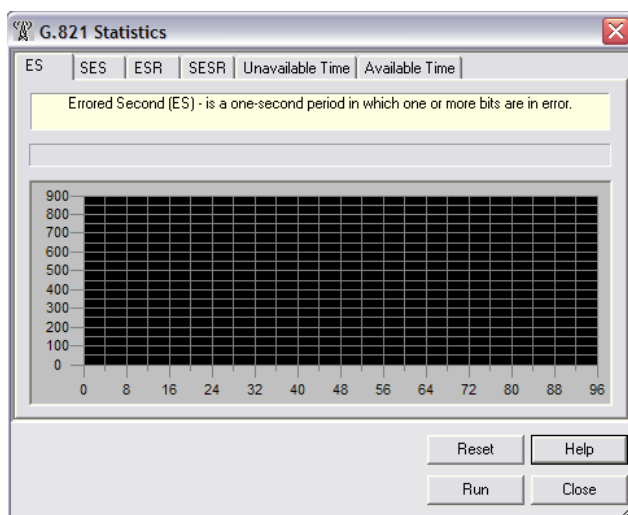 G.821 Statistics
ES SES ESR SESR Unavailable Time Available Time
Errored Second (ES) - is a one-second period in which one or more bits are in error.
900
800
700
600
500
400
300
200
100
0
0 8 16 24 32 40 48 56 64 72 80 84 96
Reset Help
Run Close